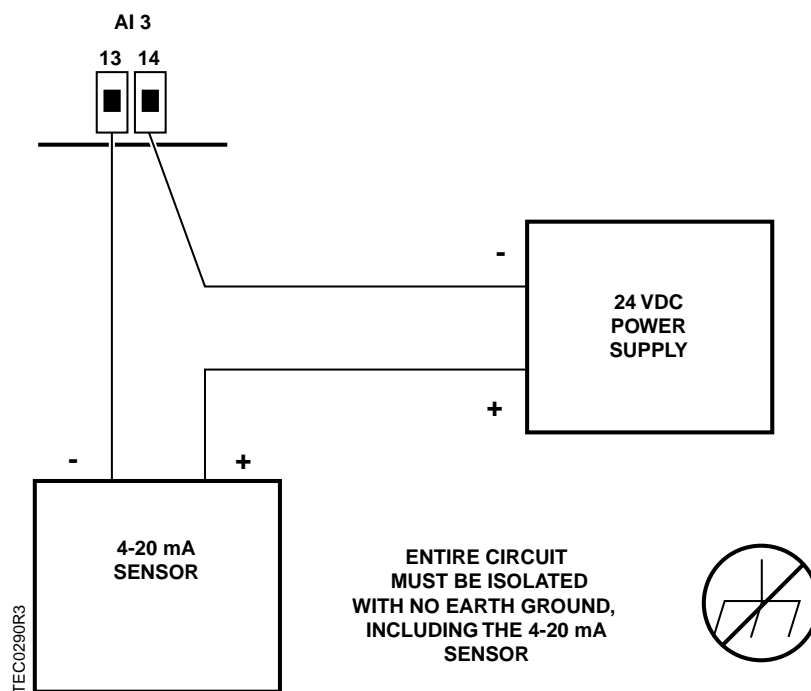 AI 3
13 14
-
24 VDC
POWER
SUPPLY
+
- +
4-20 mA
SENSOR
ENTIRE CIRCUIT
MUST BE ISOLATED
WITH NO EARTH GROUND,
INCLUDING THE 4-20 mA
SENSOR
TEC0290R3